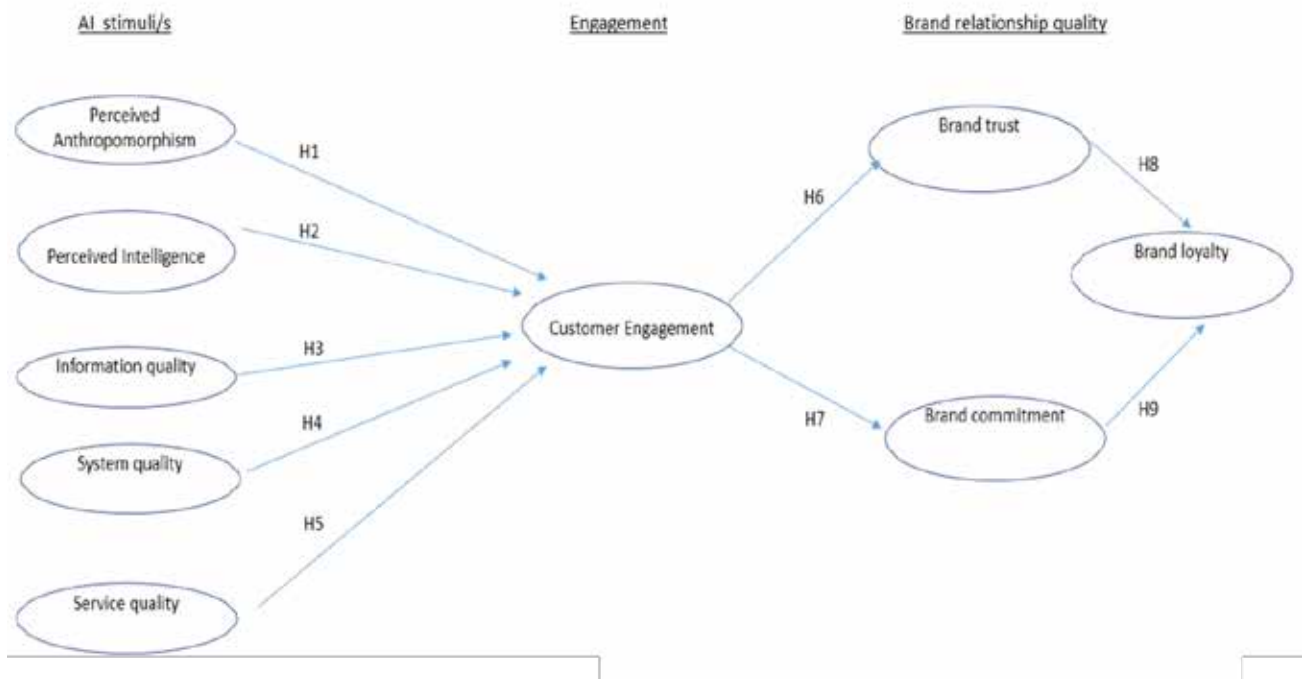 AI stimuli/s
Engagement
Brand relationship quality
Perceived
Anthropomorphism
H1
Perceived Intelligence
H2
Information quality
H3
System quality
H4
Service quality
H5
Customer Engagement
H6
H7
Brand trust
H8
Brand loyalty
Brand commitment
H9